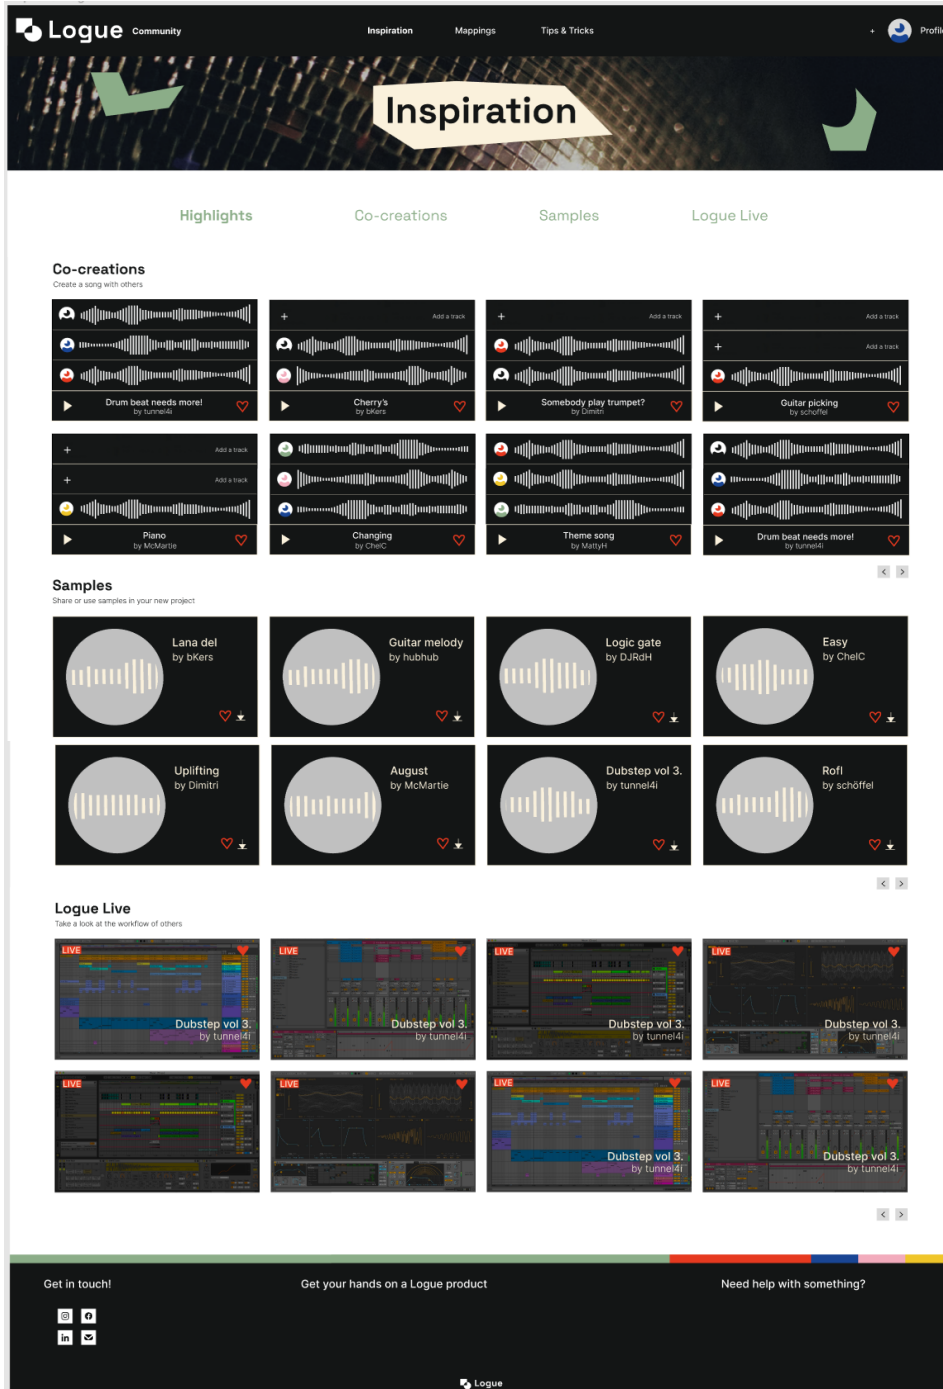 Logue Community
Inspiration Mappings Tips & Tricks
+ Profile
Inspiration
Highlights Co-creations Samples Logue Live
Co-creations
Create a song with others
Drum beat needs more!
by tunnel4i
+ Add a track
Cherry's
by bKers
+ Add a track
Somebody play trumpet?
by Dimitri
+ Add a track
+ Add a track
Guitar picking
by schoffel
+ Add a track
+ Add a track
Piano
by McMartie
Changing
by ChelC
Theme song
by MattyH
Drum beat needs more!
by tunnel4i
< >
Samples
Share or use samples in your new project
Lana del
by bKers
Guitar melody
by hubhub
Logic gate
by DJRdH
Easy
by ChelC
Uplifting
by Dimitri
August
by McMartie
Dubstep vol 3.
by tunnel4i
Rofl
by schöffel
< >
Logue Live
Take a look at the workflow of others
LIVE
Dubstep vol 3.
by tunnel4i
Dubstep vol 3.
by tunnel4i
LIVE
Dubstep vol 3.
by tunnel4i
LIVE
Dubstep vol 3.
by tunnel4i
LIVE
LIVE
LIVE
Dubstep vol 3.
by tunnel4i
LIVE
Dubstep vol 3.
by tunnel4i
< >
Get in touch!
Get your hands on a Logue product
Need help with something?
in
Logue